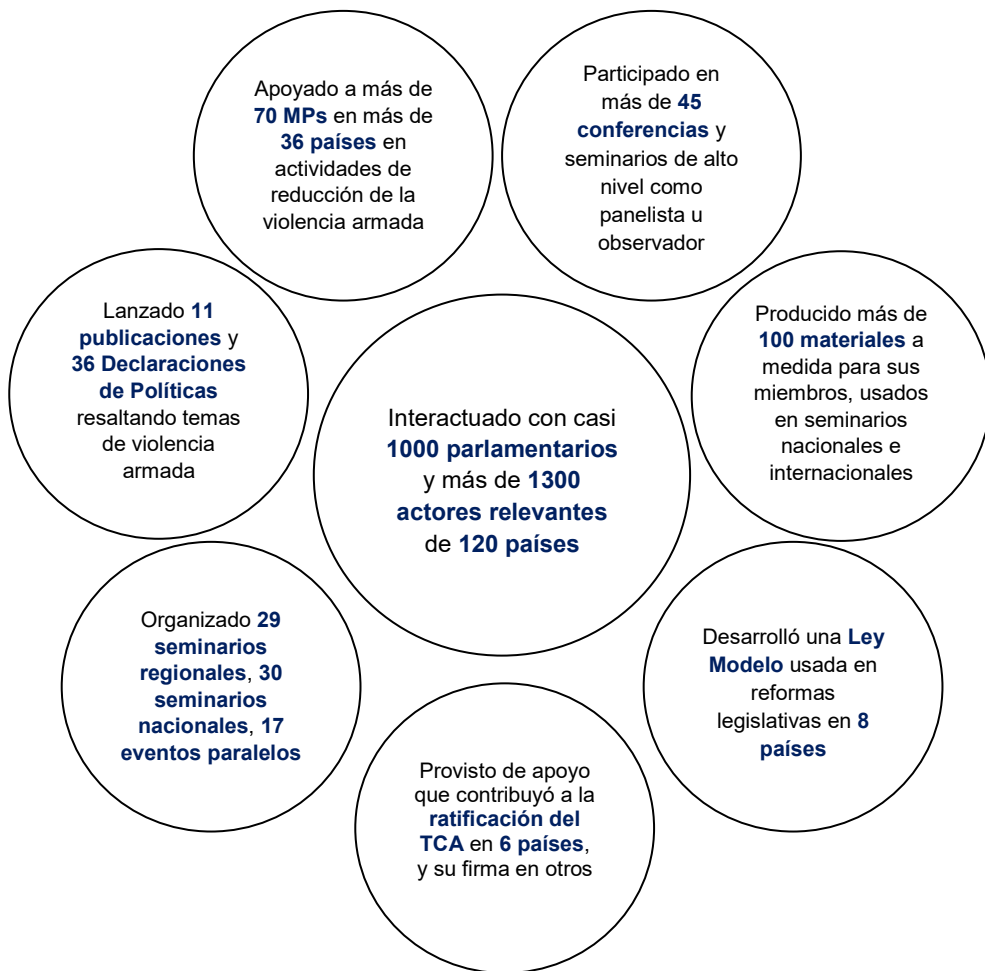 Apoyado a más de
70 MPs en más de
36 países en
actividades de
reducción de la
violencia armada
Participado en
más de 45
conferencias y
seminarios de alto
nivel como
panelista u
observador
Lanzado 11
publicaciones y
36 Declaraciones
de Políticas
resaltando temas
de violencia
armada
Producido más de
100 materiales a
medida para sus
miembros, usados
en seminarios
nacionales e
internacionales
Interactuado con casi
1000 parlamentarios
y más de 1300
actores relevantes
de 120 países
Organizado 29
seminarios
regionales, 30
seminarios
nacionales, 17
eventos paralelos
Desarrolló una Ley
Modelo usada en
reformas
legislativas en 8
países
Provisto de apoyo
que contribuyó a la
ratificación del
TCA en 6 países,
y su firma en otros